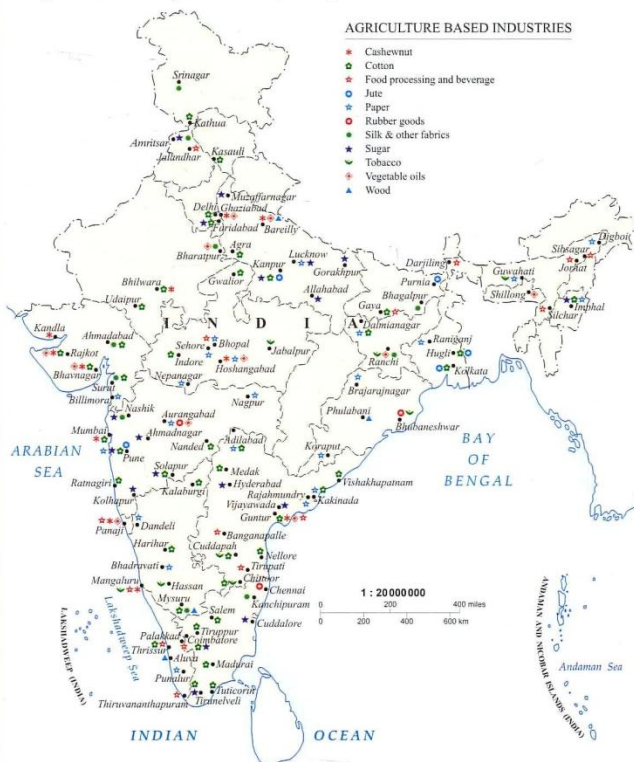 AGRICULTURE BASED INDUSTRIES
Cashewnut
Cotton
Food processing and beverage
Jute
Paper
Rubber goods
Silk & other fabrics
Sugar
Tobacco
Vegetable oils
Wood
Srinagar
Kathua
Amritsar
Jalandhar
Kasauli
Muzaffarnagar
Delhi
Ghaziabad
Faridabad
Bareilly
Agra
Bharatpur
Lucknow
Kanpur
Gorakhpur
Gwalior
Allahabad
Darjiling
Sibsagar
Digboi
Jorhat
Guwahati
Shillong
Imphal
Silchar
Purnia
Bhagalpur
Gaya
Dalmianagar
Bhilwara
Udaipur
INDIA
Kandla
Ahmadabad
Rajkot
Bhavnagar
Sehore
Bhopal
Indore
Hoshangabad
Jabalpur
Ranchi
Raniganj
Hugli
Kolkata
Surat
Nepanagar
Billimora
Nagpur
Brajarajnagar
Phulabani
Bhubaneshwar
Nashik
Aurangabad
Mumbai
Ahmadnagar
Adilabad
Pune
Nanded
Koraput
ARABIAN
SEA
BAY
OF
BENGAL
Solapur
Medak
Ratnagiri
Kalaburgi
Hyderabad
Rajahmundry
Vishakhapatnam
Kolhapur
Vijayawada
Kakinada
Guntur
Panaji
Dandeli
Banganapalle
Harihar
Cuddapah
Nellore
Bhadravati
Tirupati
Mangaluru
Hassan
Chittoor
Chennai
Mysuru
Kanchipuram
Salem
Cuddalore
Tiruppur
Palakkad
Coimbatore
Thrissur
Aluva
Madurai
Punalur
Tuticorin
Tirunelveli
Thiruvananthapuram
1 : 20000000
0 200 400 miles
0 200 400 600 km
LAKSHADWEEP (INDIA)
Lakshadweep Sea
ANDAMAN AND NICOBAR ISLANDS (INDIA)
Andaman Sea
INDIAN OCEAN